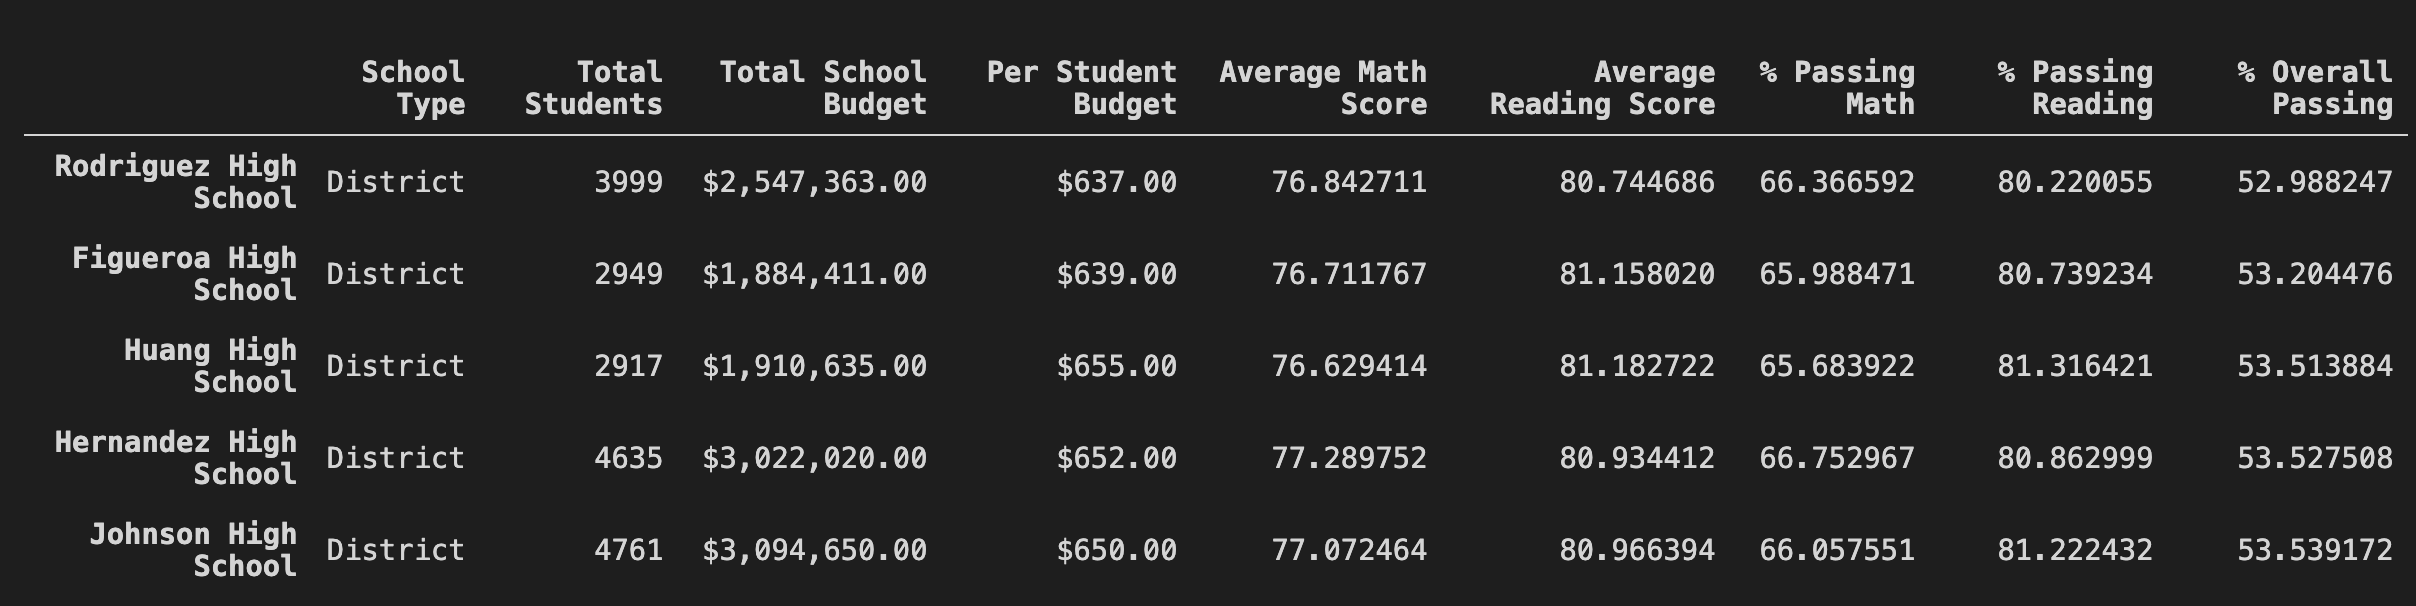 School Total Total School Per Student Average Math Average % Passing % Passing % Overall
Type Students Budget Budget Score Reading Score Math Reading Passing
Rodriguez High
School District 3999 $2,547,363.00 $637.00 76.842711 80.744686 66.366592 80.220055 52.988247
Figueroa High
School District 2949 $1,884,411.00 $639.00 76.711767 81.158020 65.988471 80.739234 53.204476
Huang High
School District 2917 $1,910,635.00 $655.00 76.629414 81.182722 65.683922 81.316421 53.513884
Hernandez High
School District 4635 $3,022,020.00 $652.00 77.289752 80.934412 66.752967 80.862999 53.527508
Johnson High
School District 4761 $3,094,650.00 $650.00 77.072464 80.966394 66.057551 81.222432 53.539172